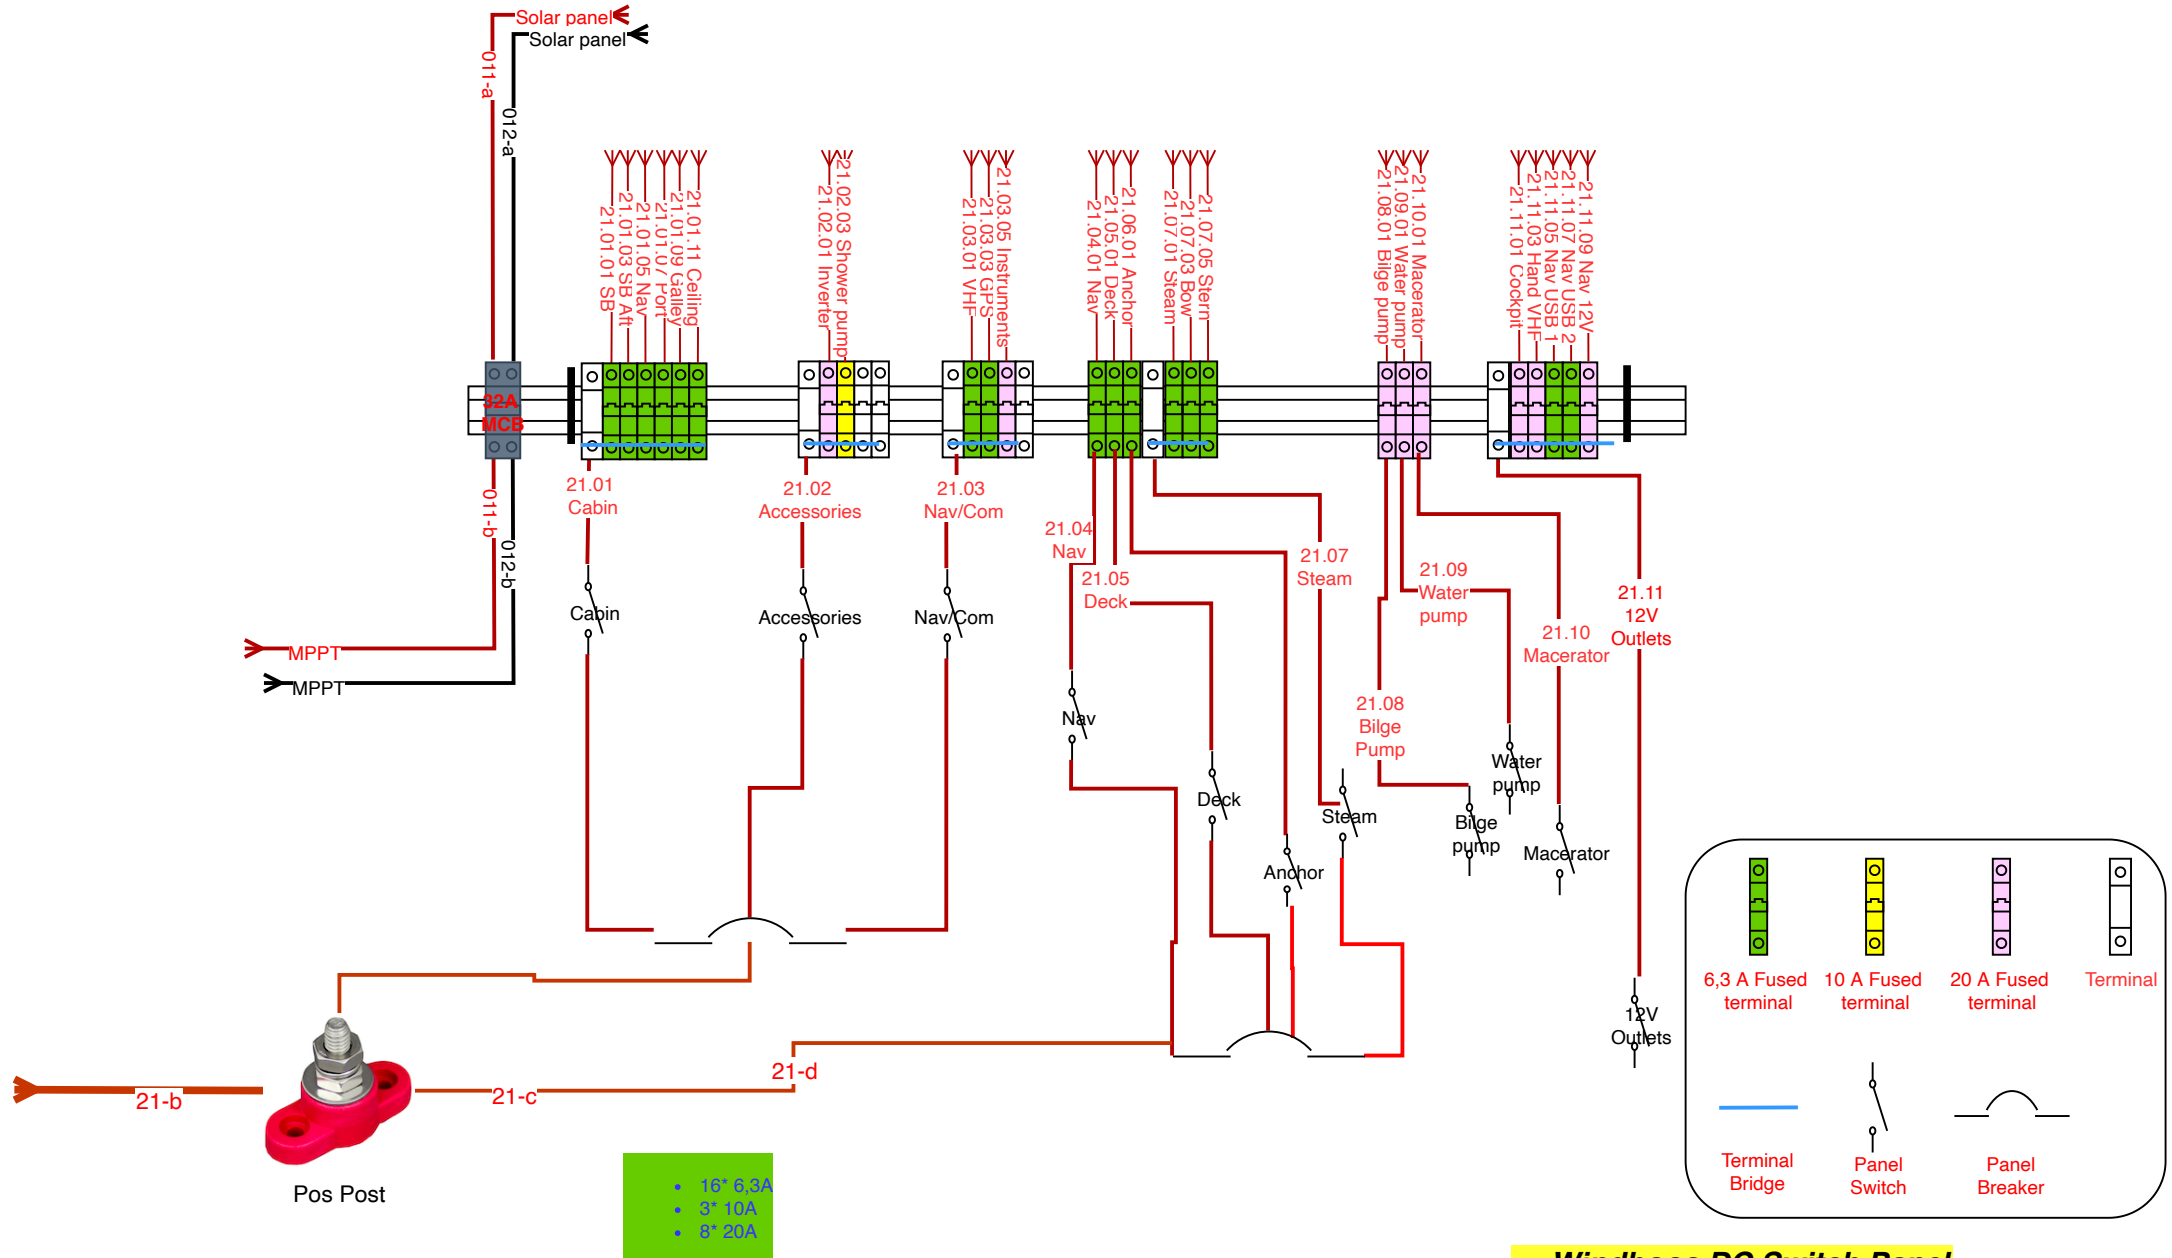 Solar panel
Solar panel
011-a
012-a
21.01.01 SB
21.01.03 SB Aft
21.01.05 Nav
21.01.07 Port
21.01.09 Galley
21.01.11 Ceiling
21.02.01 Inverter
21.02.03 Shower pump
21.03.01 VHF
21.03.03 GPS
21.03.05 Instruments
21.04.01 Nav
21.05.01 Deck
21.06.01 Anchor
21.07.01 Steam
21.07.03 Bow
21.07.05 Stern
21.08.01 Bilge pump
21.09.01 Water pump
21.10.01 Macerator
21.11.01 Cockpit
21.11.03 Hand VHF
21.11.05 Nav USB 1
21.11.07 Nav USB 2
21.11.09 Nav 12V
32A
MCB
011-b
012-b
21.01
Cabin
21.02
Accessories
21.03
Nav/Com
21.04
Nav
21.05
Deck
21.07
Steam
21.09
Water
pump
21.11
12V
Outlets
21.10
Macerator
21.08
Bilge
Pump
Cabin
Accessories
Nav/Com
MPPT
MPPT
Nav
Deck
Anchor
Steam
Water
pump
Bilge
pump
Macerator
12V
Outlets
21-b
21-c
21-d
Pos Post
• 16* 6,3A
• 3* 10A
• 8* 20A
6,3 A Fused
terminal
10 A Fused
terminal
20 A Fused
terminal
Terminal
Terminal
Bridge
Panel
Switch
Panel
Breaker
Windhoos DC Switch Panel